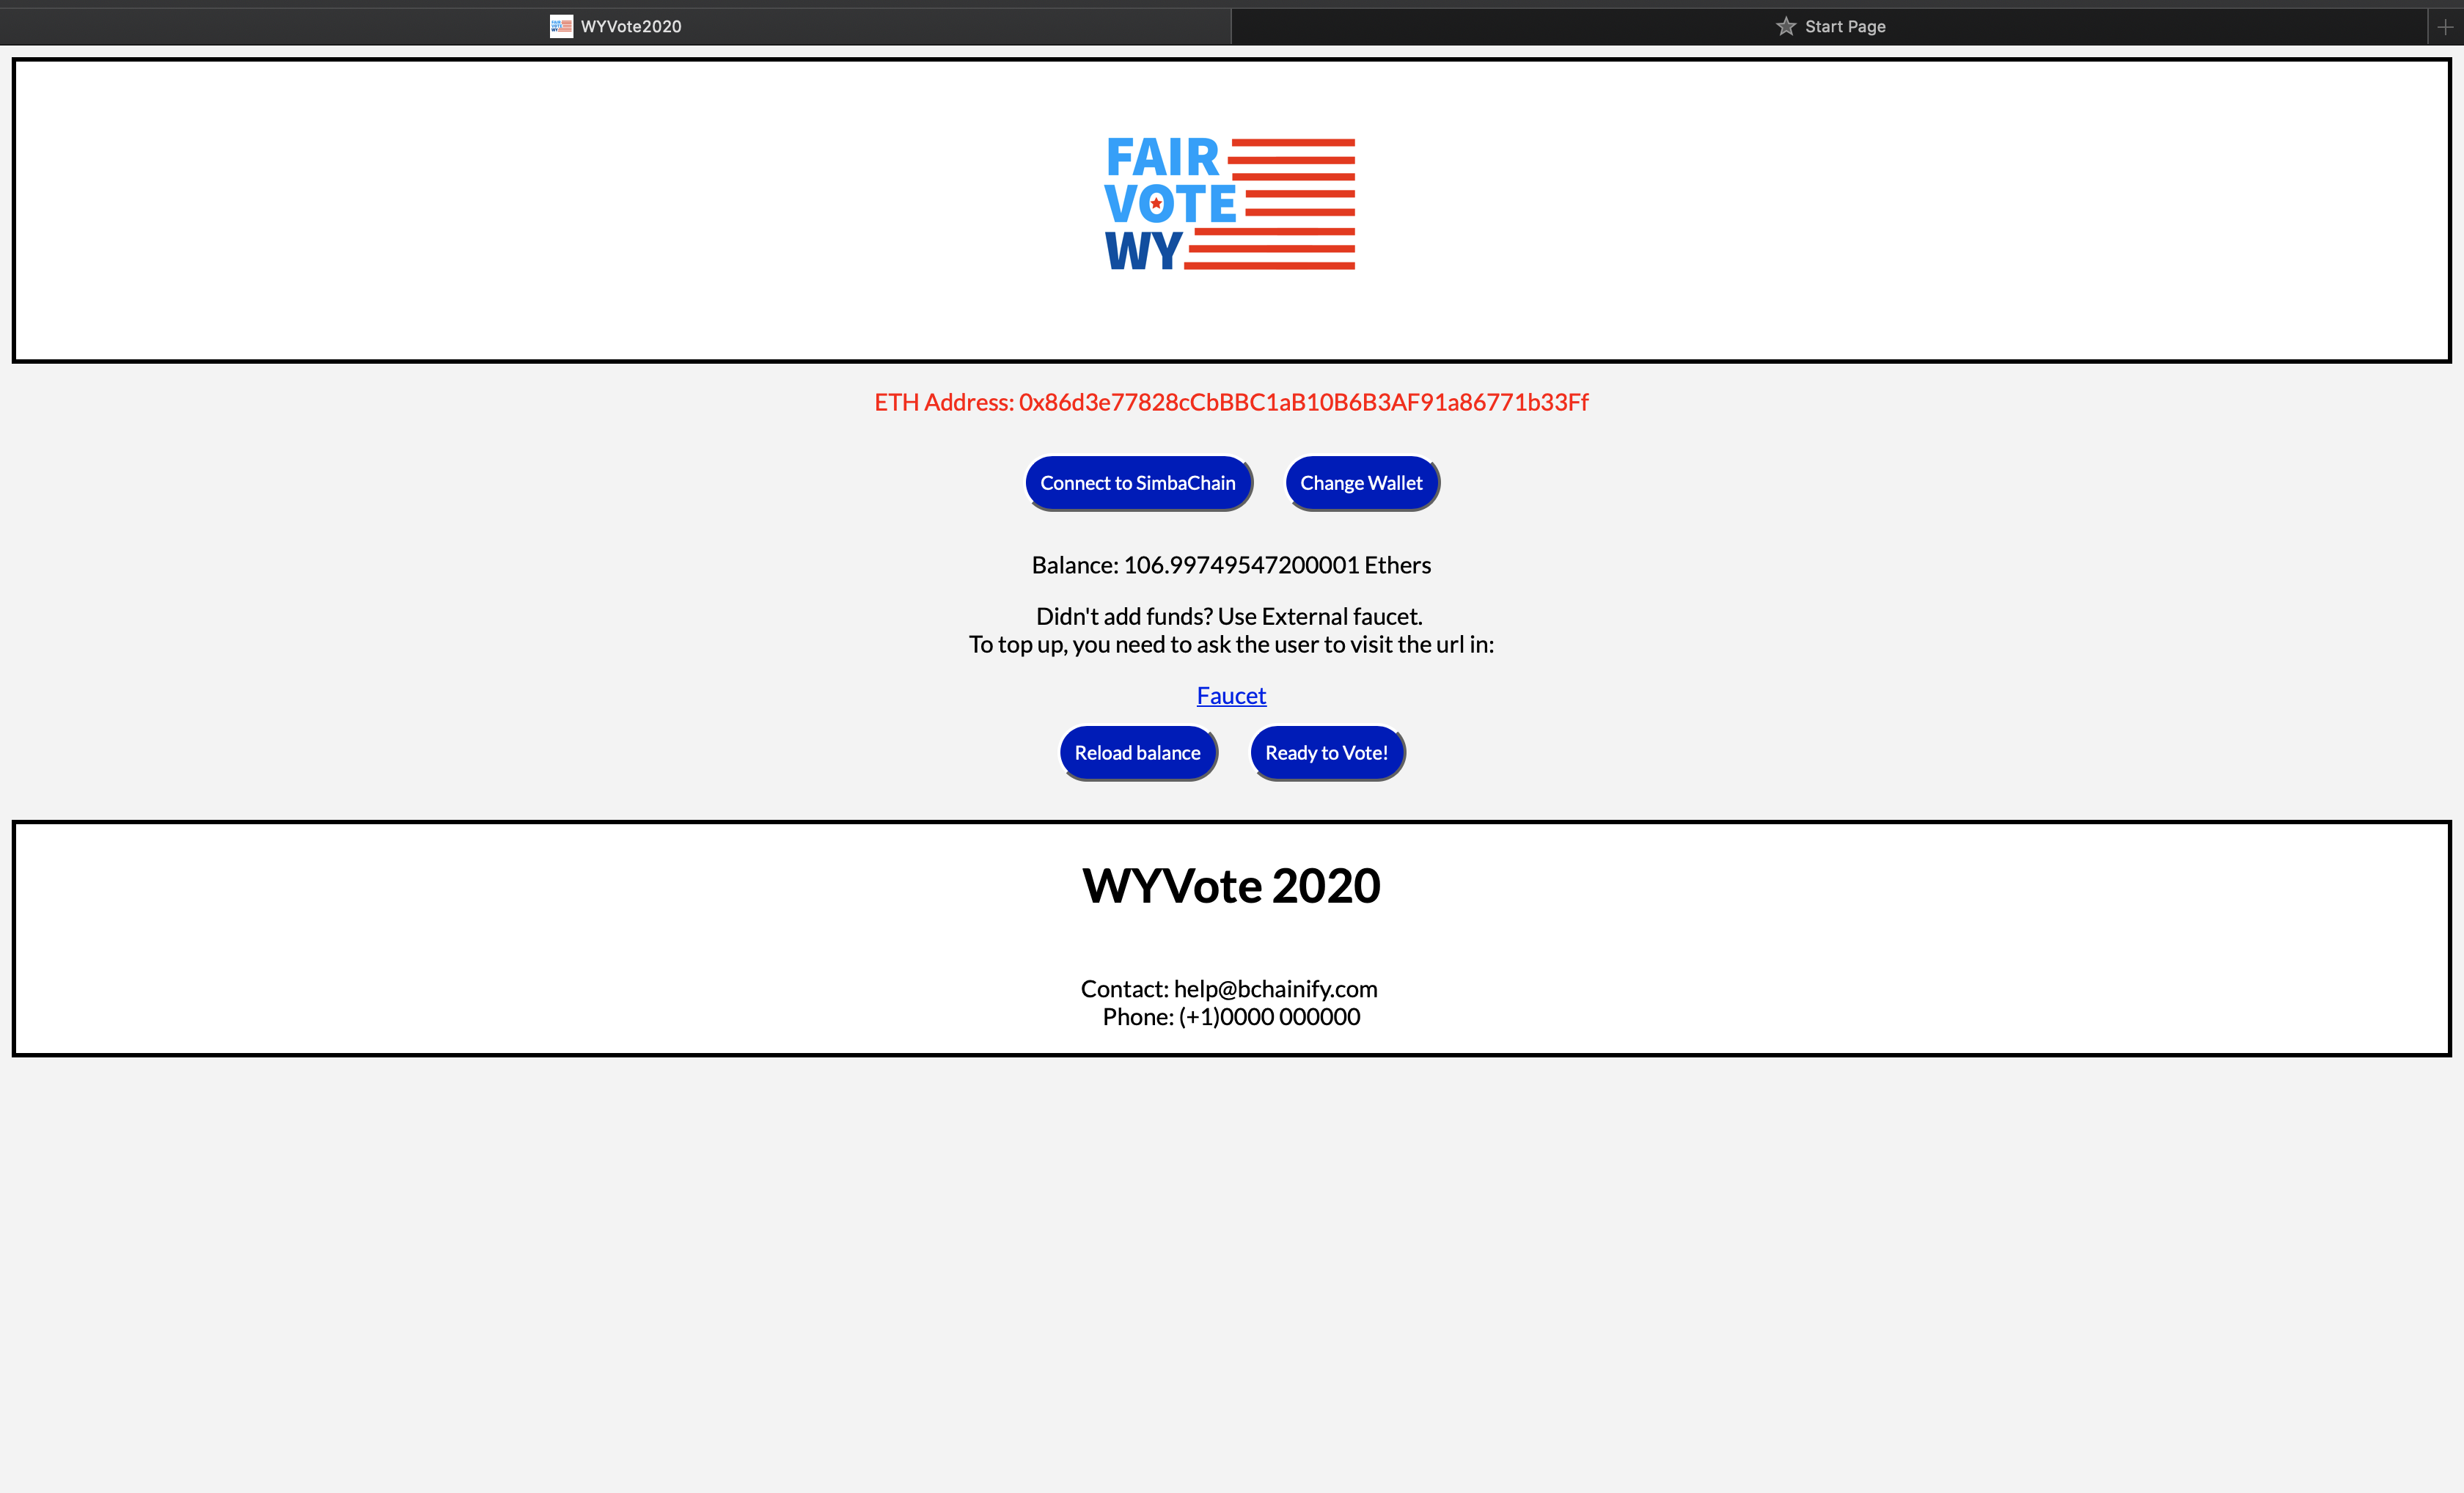 WYVote2020
Start Page
FAIR
VOTE
WY
ETH Address: 0x86d3e77828cCbBBC1aB10B6B3AF91a86771b33Ff
Connect to SimbaChain
Change Wallet
Balance: 106.99749547200001 Ethers
Didn't add funds? Use External faucet.
To top up, you need to ask the user to visit the url in:
Faucet
Reload balance
Ready to Vote!
WYVote 2020
Contact: help@bchainify.com
Phone: (+1)0000 000000